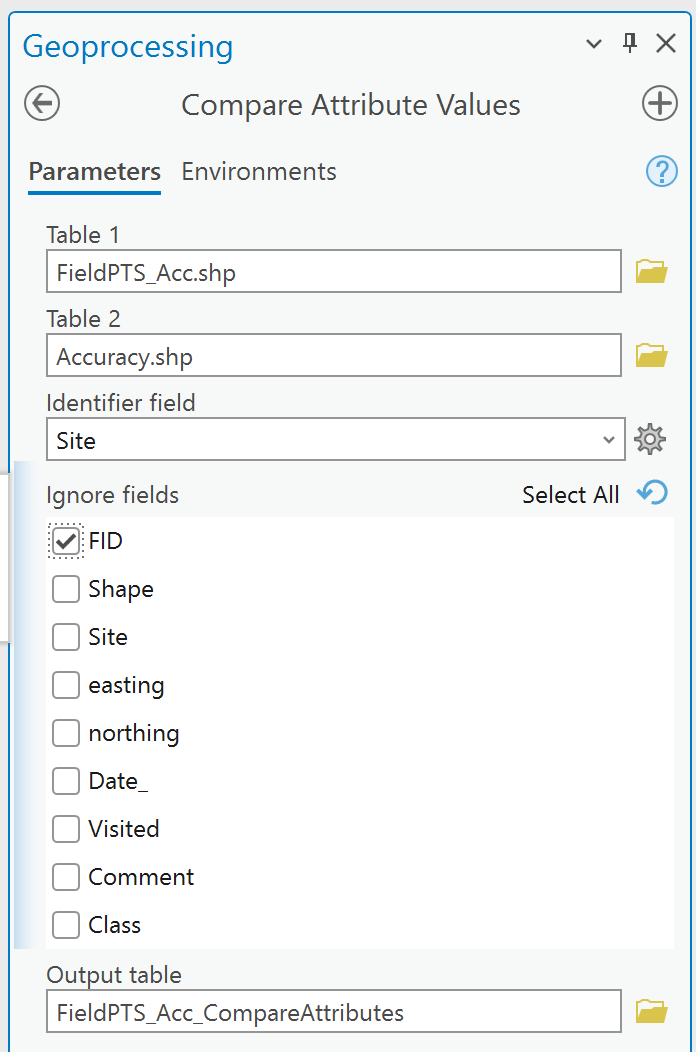 Geoprocessing
Compare Attribute Values
Parameters Environments
?
Table 1
FieldPTS_Acc.shp
Table 2
Accuracy.shp
Identifier field
Site
Ignore fields Select All
FID
Shape
Site
easting
northing
Date_
Visited
Comment
Class
Output table
FieldPTS_Acc_CompareAttributes